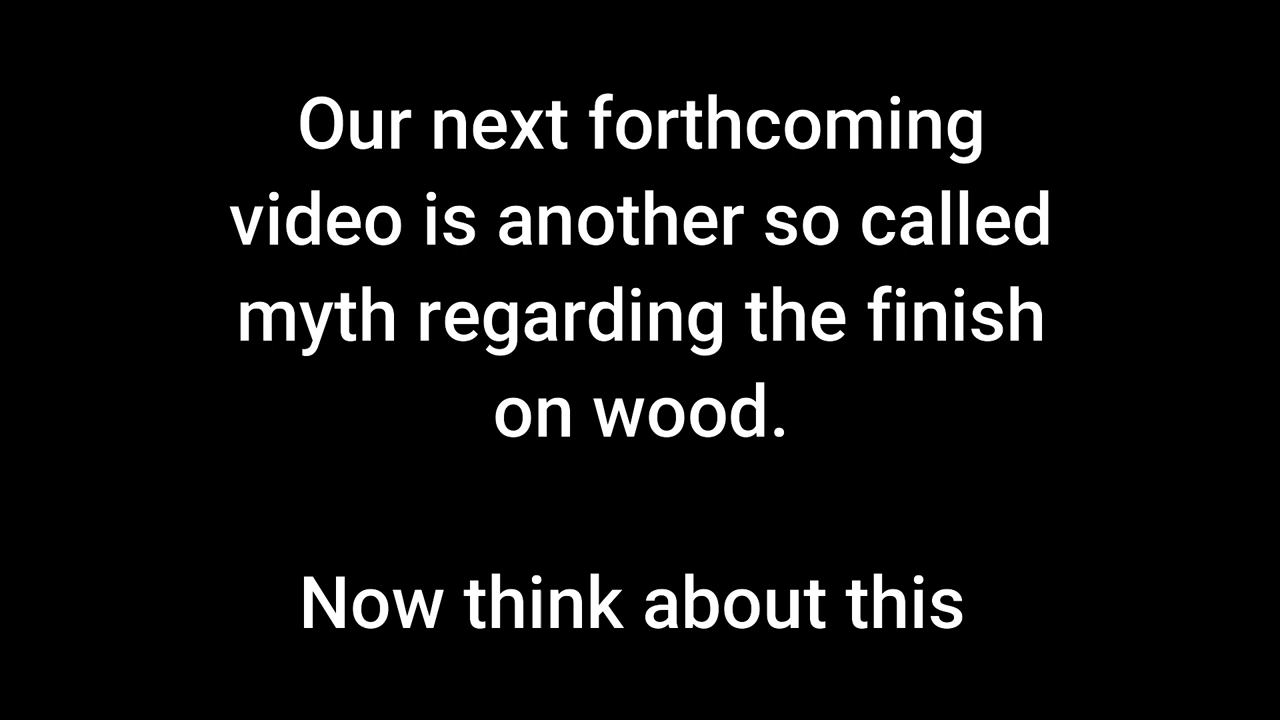 Our next forthcoming
video is another so called
myth regarding the finish
on wood.
Now think about this